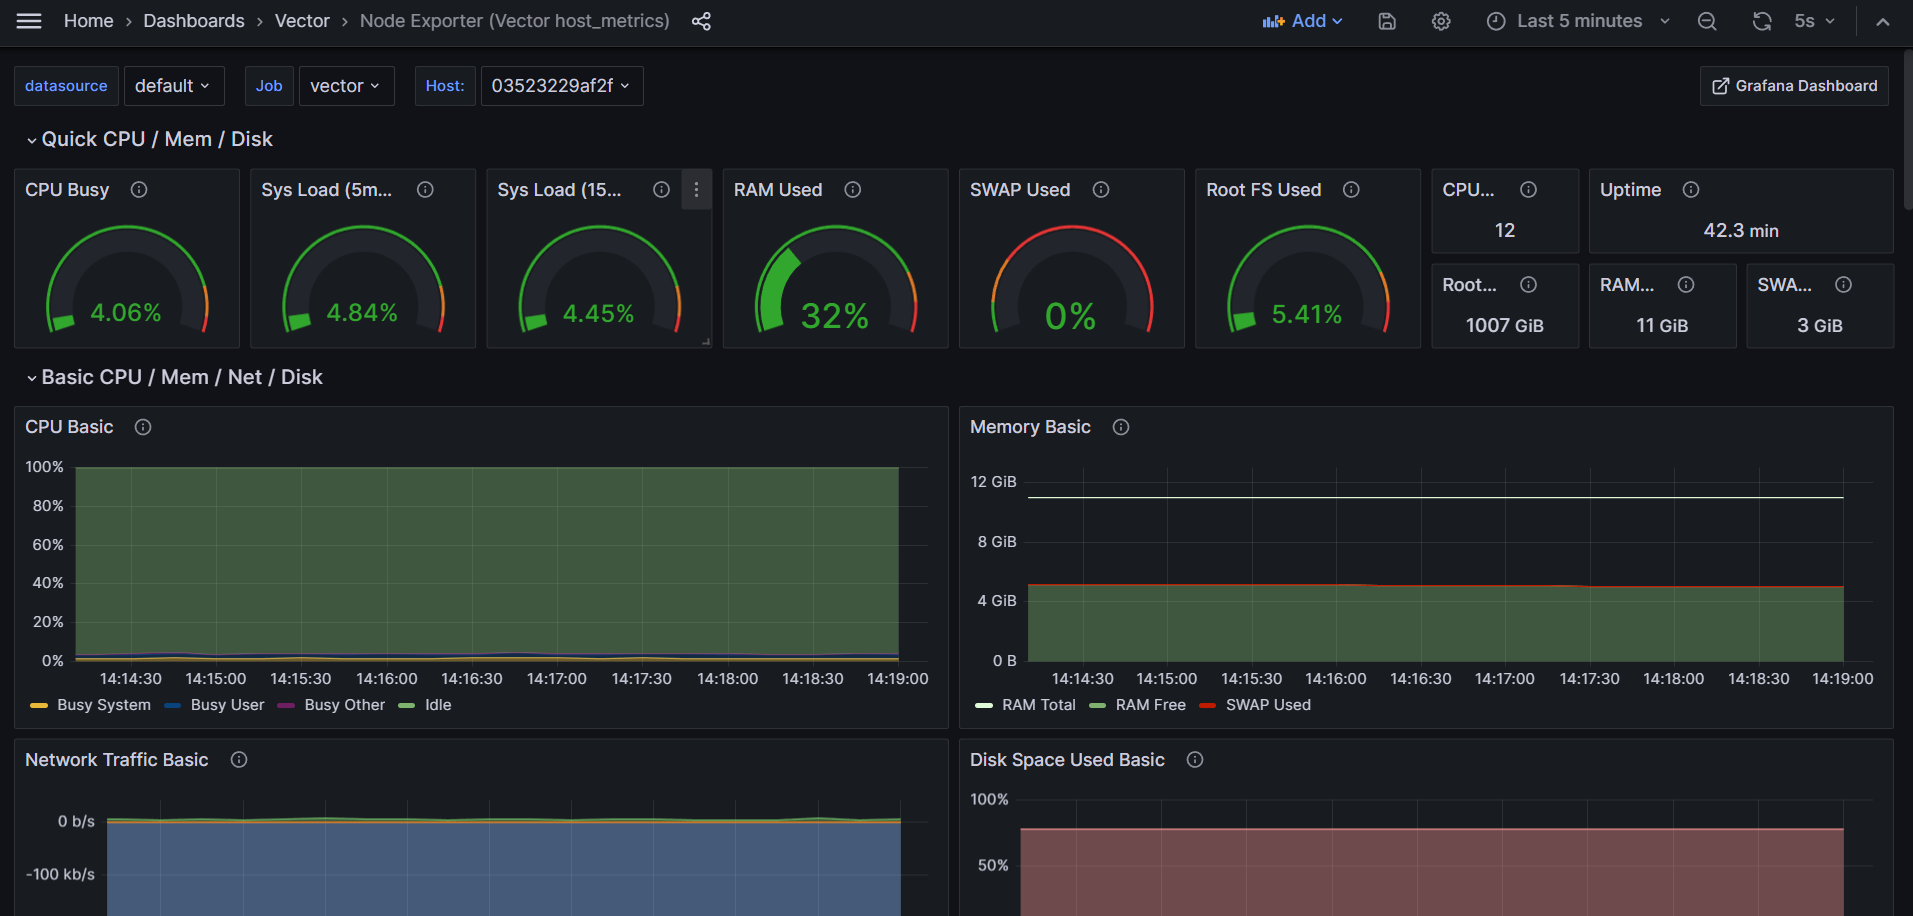 Home › Dashboards › Vector › Node Exporter (Vector host_metrics)
Add
Last 5 minutes
5s
datasource default
Job vector
Host: 03523229af2f
Grafana Dashboard
Quick CPU / Mem / Disk
CPU Busy
4.06%
Sys Load (5m...
4.84%
Sys Load (15...
4.45%
RAM Used
32%
SWAP Used
0%
Root FS Used
5.41%
CPU...
12
Uptime
42.3 min
Root...
1007 GiB
RAM...
11 GiB
SWA...
3 GiB
Basic CPU / Mem / Net / Disk
CPU Basic
100%
80%
60%
40%
20%
0%
14:14:30 14:15:00 14:15:30 14:16:00 14:16:30 14:17:00 14:17:30 14:18:00 14:18:30 14:19:00
Busy System Busy User Busy Other Idle
Memory Basic
12 GiB
8 GiB
4 GiB
0 B
14:14:30 14:15:00 14:15:30 14:16:00 14:16:30 14:17:00 14:17:30 14:18:00 14:18:30 14:19:00
RAM Total RAM Free SWAP Used
Network Traffic Basic
0 b/s
-100 kb/s
Disk Space Used Basic
100%
50%